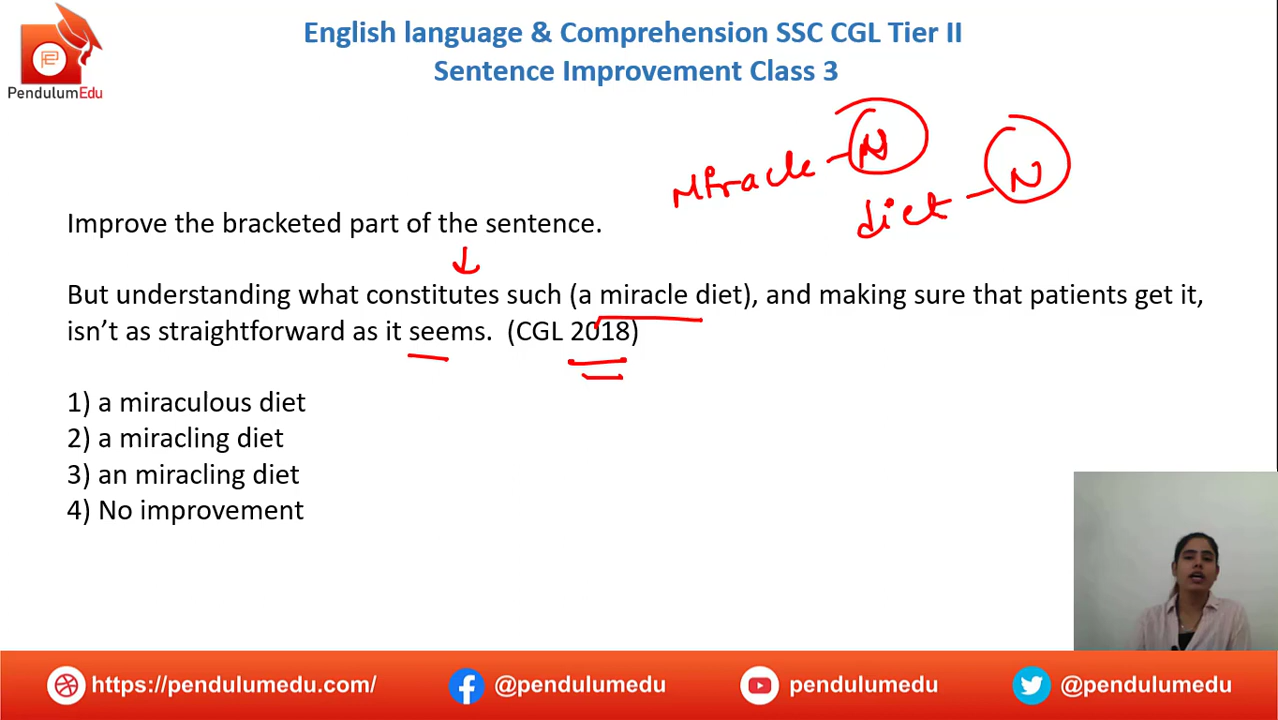 English language & Comprehension SSC CGL Tier II
Sentence Improvement Class 3
PendulumEdu
Miracle - N
diet - N
Improve the bracketed part of the sentence.
But understanding what constitutes such (a miracle diet), and making sure that patients get it,
isn’t as straightforward as it seems. (CGL 2018)
1) a miraculous diet
2) a miracling diet
3) an miracling diet
4) No improvement
https://pendulumedu.com/ @pendulumedu pendulumedu @pendulumedu